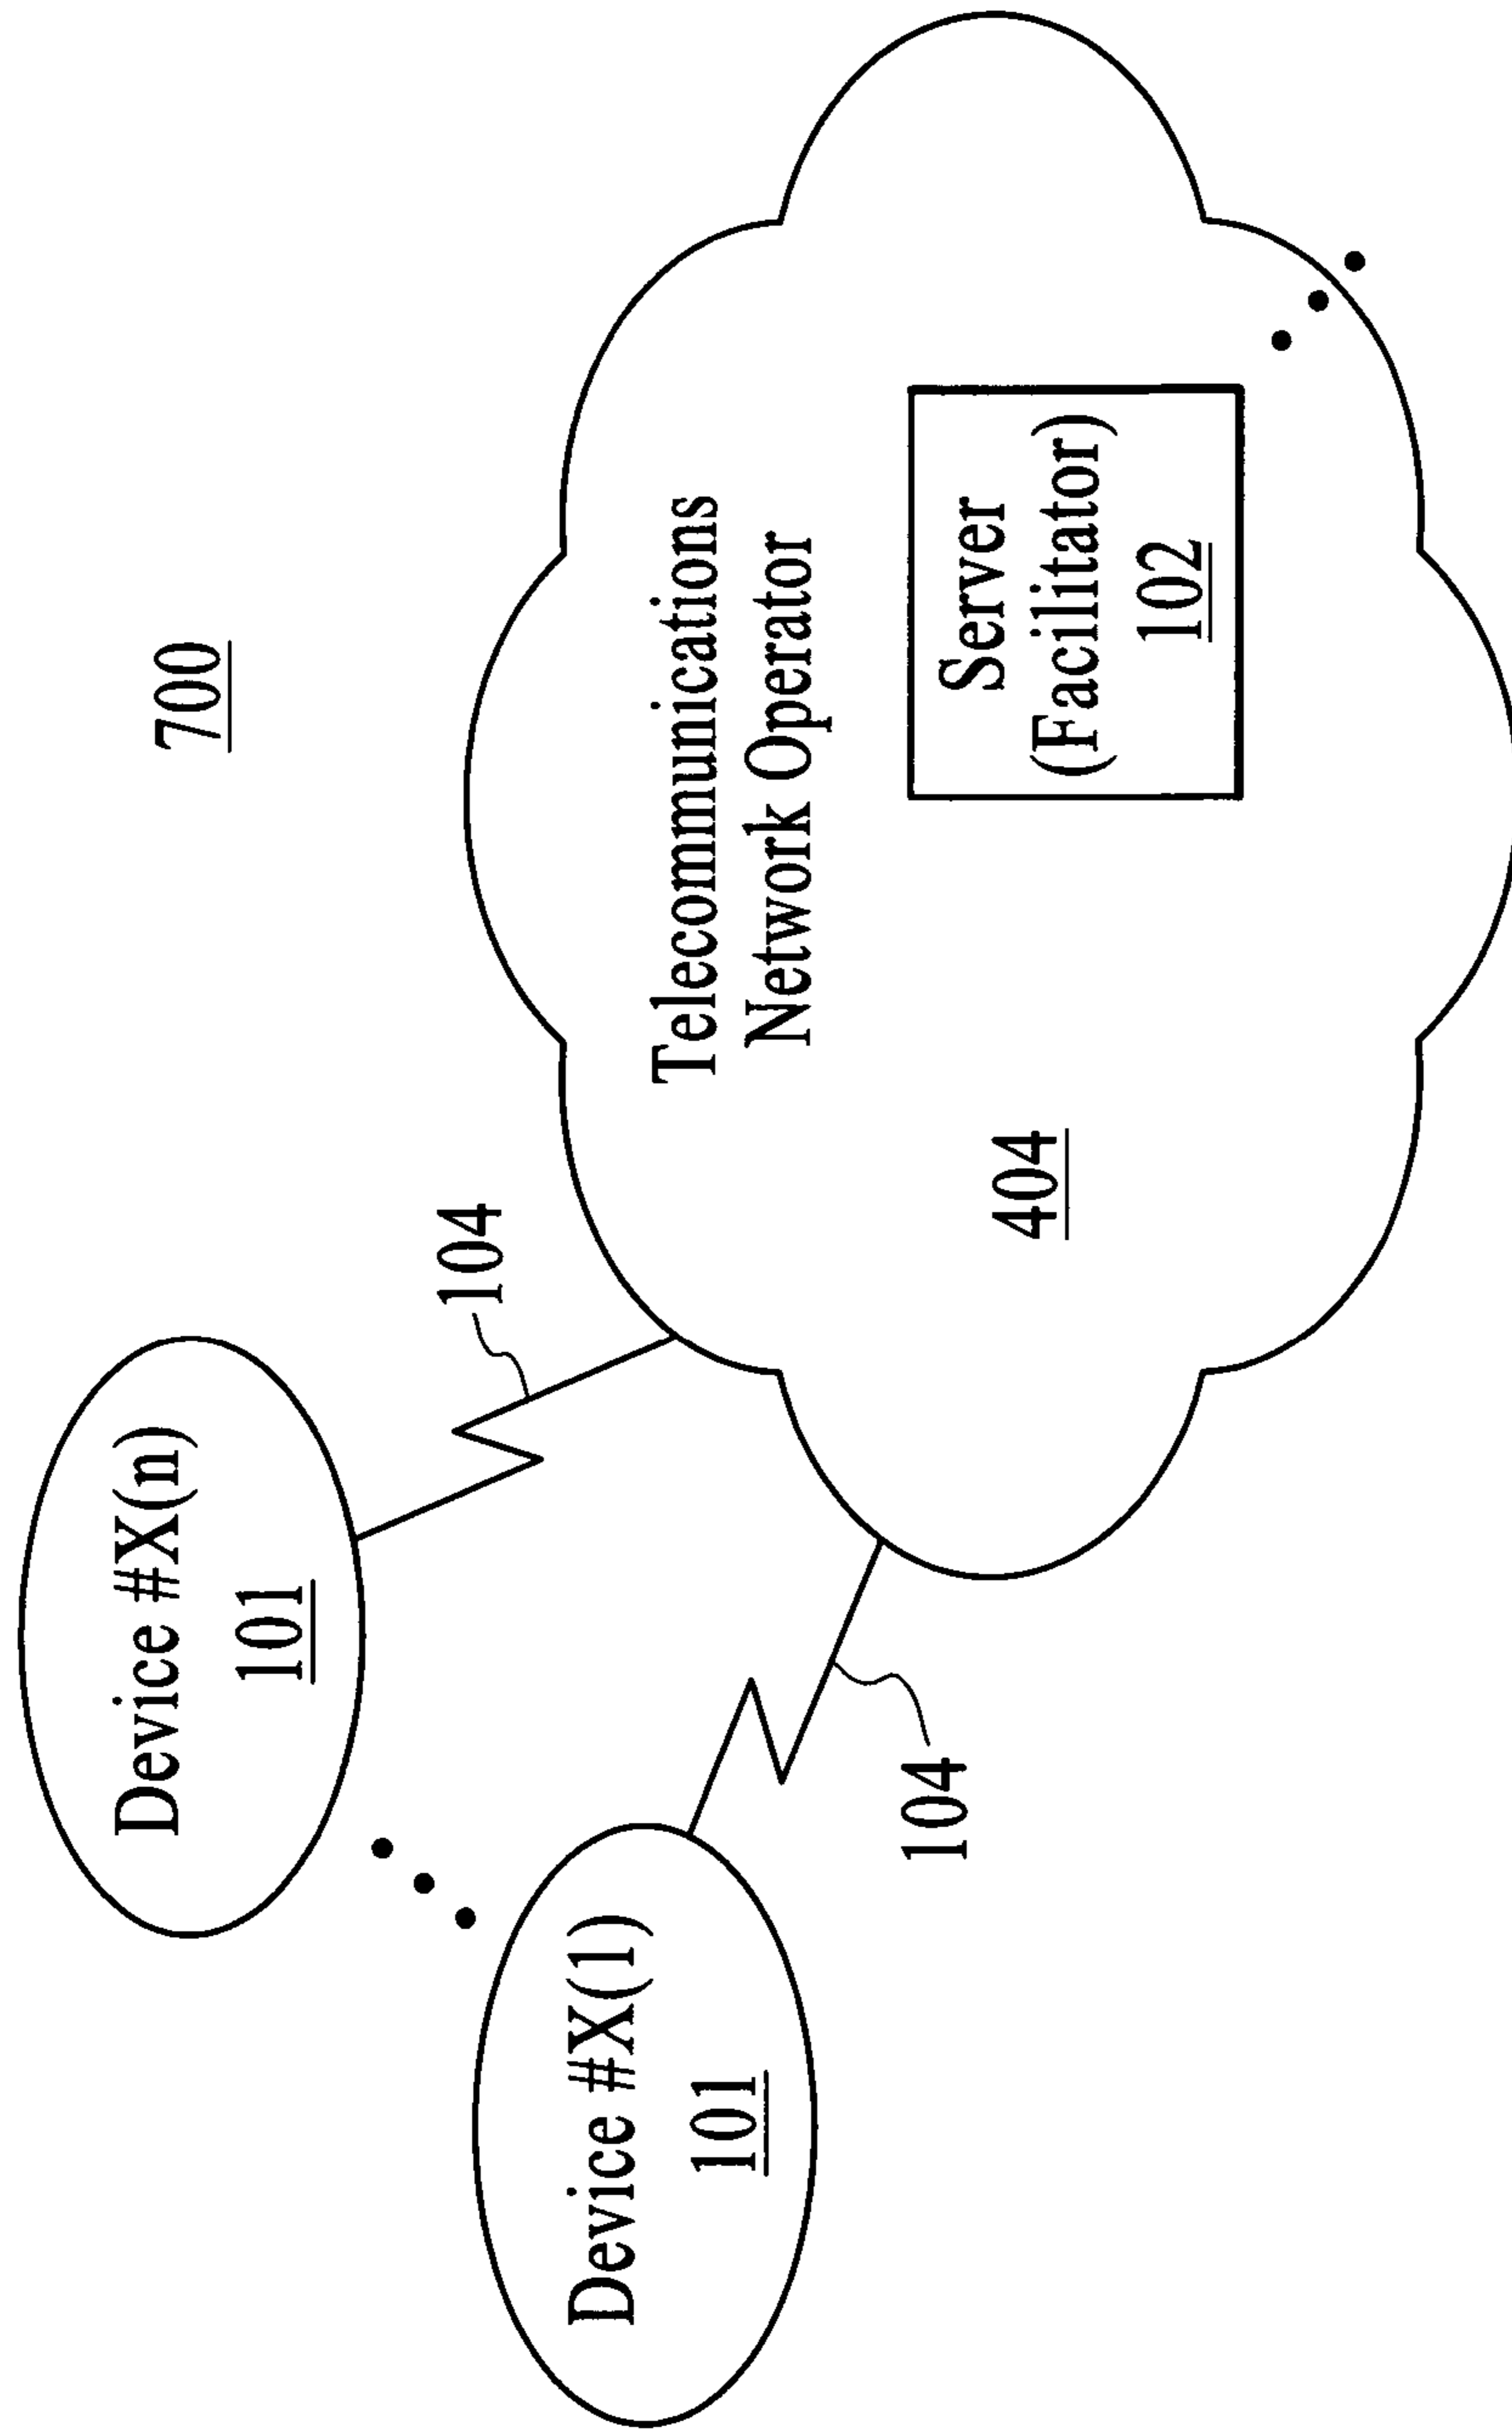 700
Device #X(n)
101
104
Device #X(1)
101
104
Telecommunications
Network Operator
404
Server
(Facilitator)
102